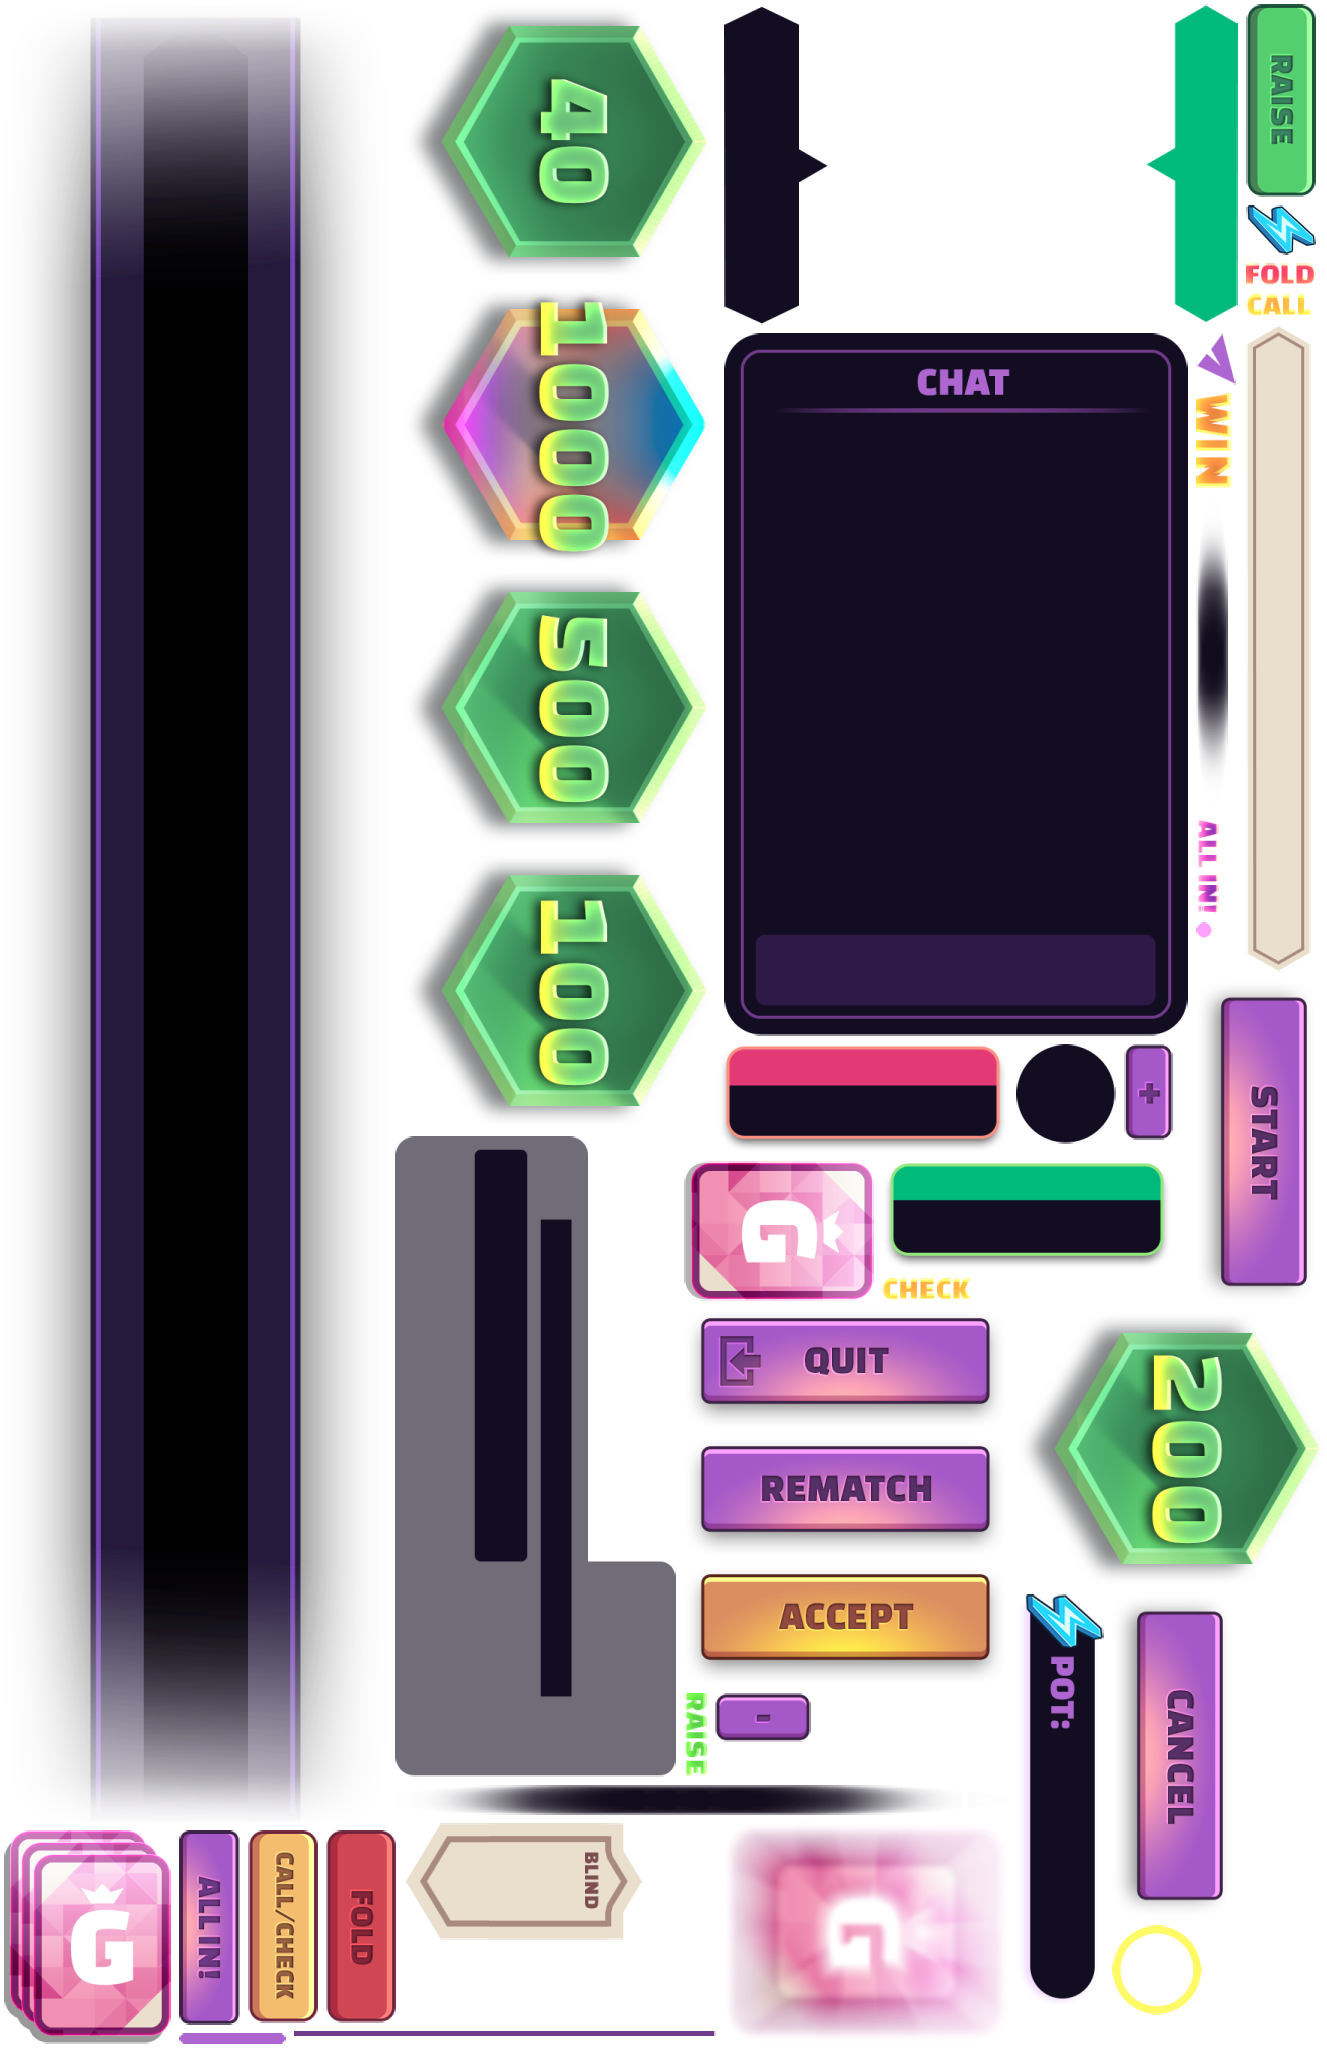 40
RAISE
FOLD
CALL
1000
CHAT
WIN
500
ALL IN!
100
+
START
G
CHECK
QUIT
200
REMATCH
ACCEPT
POT:
CANCEL
RAISE
-
G
ALL IN!
CALL/CHECK
FOLD
BLIND
G